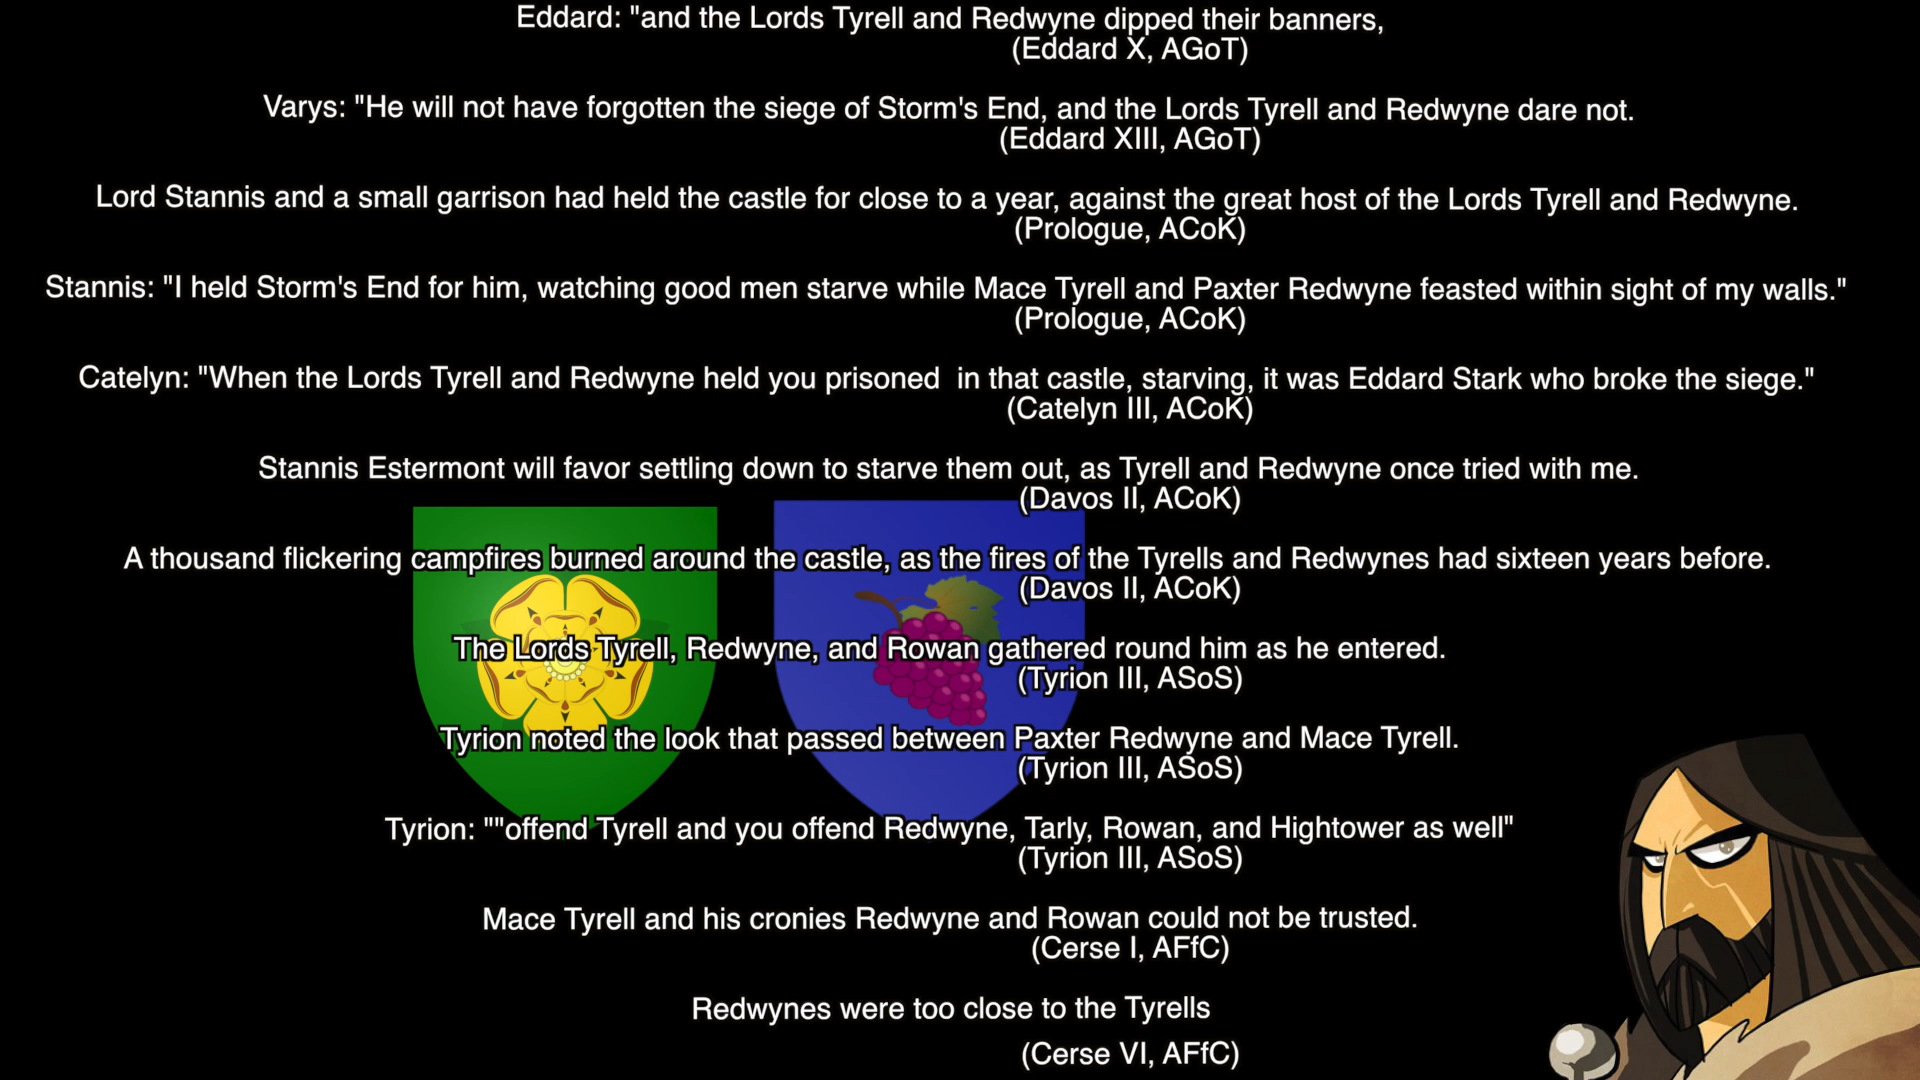 Eddard: "and the Lords Tyrell and Redwyne dipped their banners,
(Eddard X, AGoT)
Varys: "He will not have forgotten the siege of Storm's End, and the Lords Tyrell and Redwyne dare not.
(Eddard XIII, AGoT)
Lord Stannis and a small garrison had held the castle for close to a year, against the great host of the Lords Tyrell and Redwyne.
(Prologue, ACoK)
Stannis: "I held Storm's End for him, watching good men starve while Mace Tyrell and Paxter Redwyne feasted within sight of my walls."
(Prologue, ACoK)
Catelyn: "When the Lords Tyrell and Redwyne held you prisoned  in that castle, starving, it was Eddard Stark who broke the siege."
(Catelyn III, ACoK)
Stannis Estermont will favor settling down to starve them out, as Tyrell and Redwyne once tried with me.
(Davos II, ACoK)
A thousand flickering campfires burned around the castle, as the fires of the Tyrells and Redwynes had sixteen years before.
(Davos II, ACoK)
The Lords Tyrell, Redwyne, and Rowan gathered round him as he entered.
(Tyrion III, ASoS)
Tyrion noted the look that passed between Paxter Redwyne and Mace Tyrell.
(Tyrion III, ASoS)
Tyrion: ""offend Tyrell and you offend Redwyne, Tarly, Rowan, and Hightower as well"
(Tyrion III, ASoS)
Mace Tyrell and his cronies Redwyne and Rowan could not be trusted.
(Cerse I, AFfC)
Redwynes were too close to the Tyrells
(Cerse VI, AFfC)